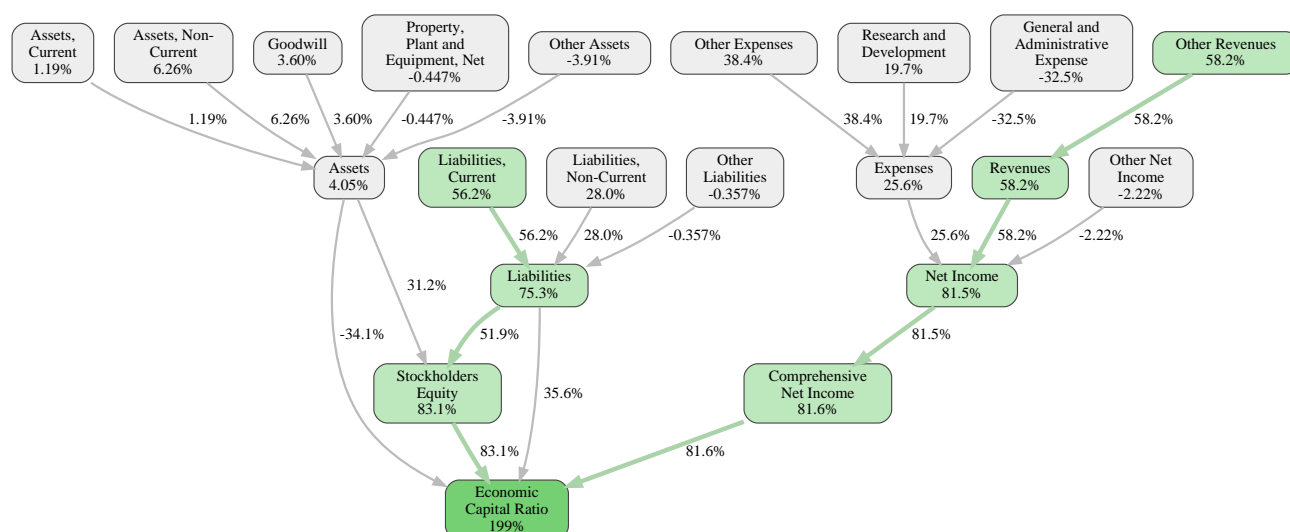 Assets,
Current
1.19%
Assets, Non-
Current
6.26%
Goodwill
3.60%
Property,
Plant and
Equipment, Net
-0.447%
Other Assets
-3.91%
Other Expenses
38.4%
Research and
Development
19.7%
General and
Administrative
Expense
-32.5%
Other Revenues
58.2%
1.19%
6.26%
3.60%
-0.447%
-3.91%
38.4%
19.7%
-32.5%
58.2%
Assets
4.05%
Liabilities,
Current
56.2%
Liabilities,
Non-Current
28.0%
Other
Liabilities
-0.357%
Expenses
25.6%
Revenues
58.2%
Other Net
Income
-2.22%
56.2%
28.0%
-0.357%
25.6%
58.2%
-2.22%
Liabilities
75.3%
Net Income
81.5%
31.2%
-34.1%
51.9%
81.5%
Stockholders
Equity
83.1%
35.6%
Comprehensive
Net Income
81.6%
83.1%
81.6%
Economic
Capital Ratio
199%